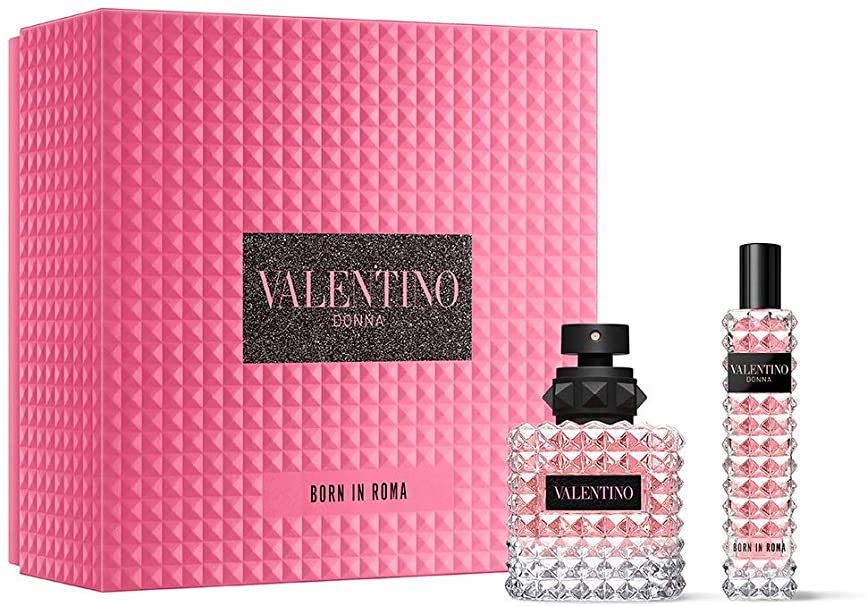 VALENTINO
DONNA
BORN IN ROMA
VALENTINO
VALENTINO
DONNA
BORN IN ROMA